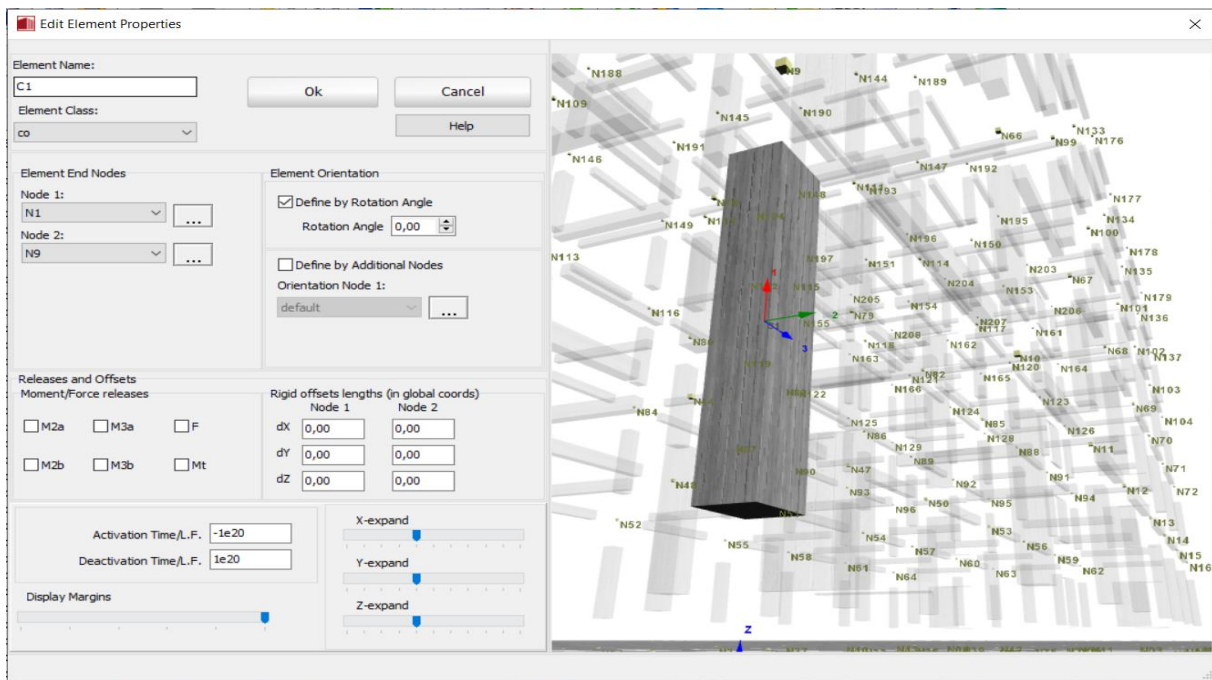 Edit Element Properties
Element Name:
C1
Ok
Cancel
Element Class:
co
Help
Element End Nodes
Node 1:
N1
...
Node 2:
N9
...
Element Orientation
Define by Rotation Angle
Rotation Angle 0,00
Define by Additional Nodes
Orientation Node 1:
default
...
Releases and Offsets
Moment/Force releases
M2a M3a F
M2b M3b Mt
Rigid offsets lengths (in global coords)
Node 1 Node 2
dX 0,00 0,00
dY 0,00 0,00
dZ 0,00 0,00
Activation Time/L.F. -1e20
Deactivation Time/L.F. 1e20
Display Margins
X-expand
Y-expand
Z-expand
N188
N9
N144
N189
N109
N145
N190
N66
N133
N99
N176
N191
N146
N147
N192
N193
N148
N177
N149
N195
N134
N100
N196
N150
N178
N113
N197
N151
N114
N203
N67
N135
1
N204
N153
N179
N115
N205
N154
N206
N101
N136
N116
2
N79
N155
N207
N117
N161
3
N208
N118
N162
N68
N102
N137
N163
N10
N120
N164
N121
N82
N165
N166
N103
N122
N123
N69
N84
N124
N104
N125
N85
N126
N86
N128
N70
N129
N88
N11
N89
N71
N90
N47
N91
N48
N92
N12
N72
N93
N94
N50
N95
N96
N13
N52
N53
N54
N14
N55
N56
N57
N15
N58
N59
N60
N16
N61
N62
N63
N64
Z